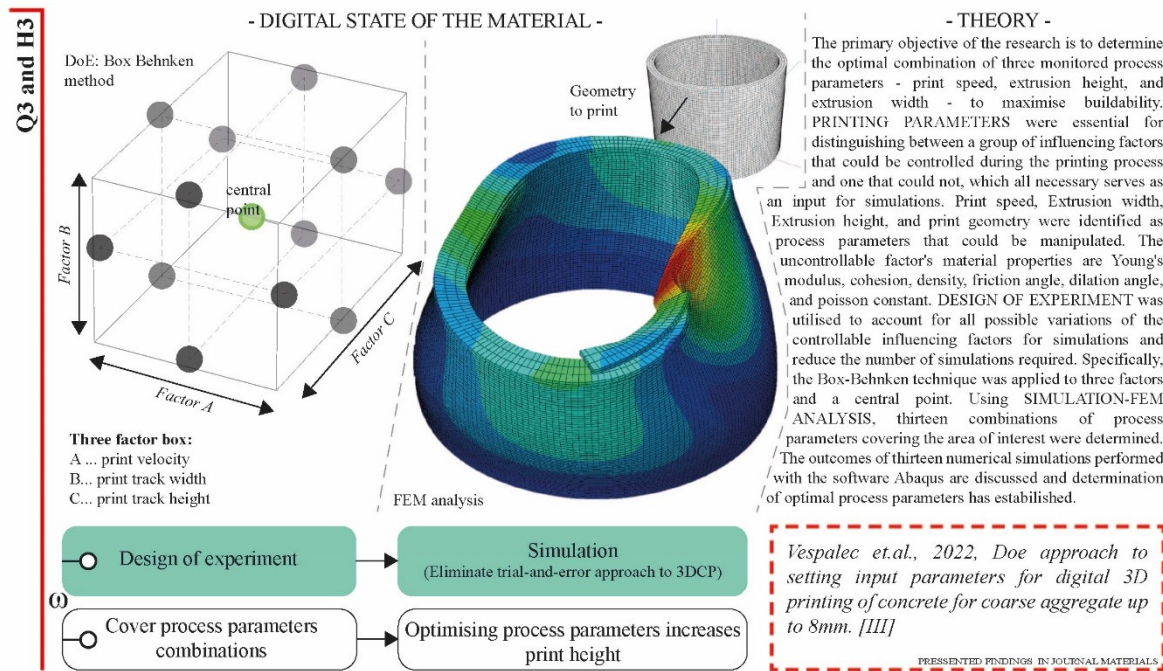 Q3 and H3
- DIGITAL STATE OF THE MATERIAL -
DoE: Box Behnken
method
central
point
Factor B
Factor A
Factor C
Three factor box:
A ... print velocity
B... print track width
C... print track height
Geometry
to print
FEM analysis
- THEORY -
The primary objective of the research is to determine
the optimal combination of three monitored process
parameters - print speed, extrusion height, and
extrusion width - to maximise buildability.
PRINTING PARAMETERS were essential for
distinguishing between a group of influencing factors
that could be controlled during the printing process
and one that could not, which all necessary serves as
an input for simulations. Print speed, Extrusion width,
Extrusion height, and print geometry were identified as
process parameters that could be manipulated. The
uncontrollable factor's material properties are Young's
modulus, cohesion, density, friction angle, dilation angle,
and poisson constant. DESIGN OF EXPERIMENT was
utilised to account for all possible variations of the
controllable influencing factors for simulations and
reduce the number of simulations required. Specifically,
the Box-Behnken technique was applied to three factors
and a central point. Using SIMULATION-FEM
ANALYSIS, thirteen combinations of process
parameters covering the area of interest were determined.
The outcomes of thirteen numerical simulations performed
with the software Abaqus are discussed and determination
of optimal process parameters has estabilished.
Design of experiment
Simulation
(Eliminate trial-and-error approach to 3DCP)
ω
Cover process parameters
combinations
Optimising process parameters increases
print height
Vespalec et.al., 2022, Doe approach to
setting input parameters for digital 3D
printing of concrete for coarse aggregate up
to 8mm. [III]
PRESSENTED FINDINGS IN JOURNAL MATERIALS